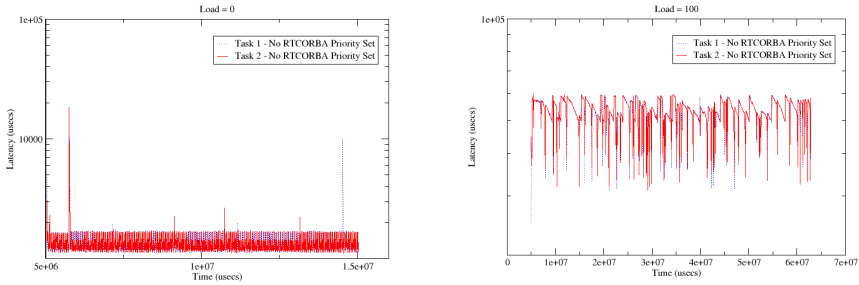 Load = 0
1e+05
Task 1 - No RTCORBA Priority Set
Task 2 - No RTCORBA Priority Set
10000
Latency (usecs)
5e+06
1e+07
1.5e+07
Time (usecs)
Load = 100
1e+05
Task 1 - No RTCORBA Priority Set
Task 2 - No RTCORBA Priority Set
Latency (usecs)
0
1e+07
2e+07
3e+07
4e+07
5e+07
6e+07
7e+07
Time (usecs)